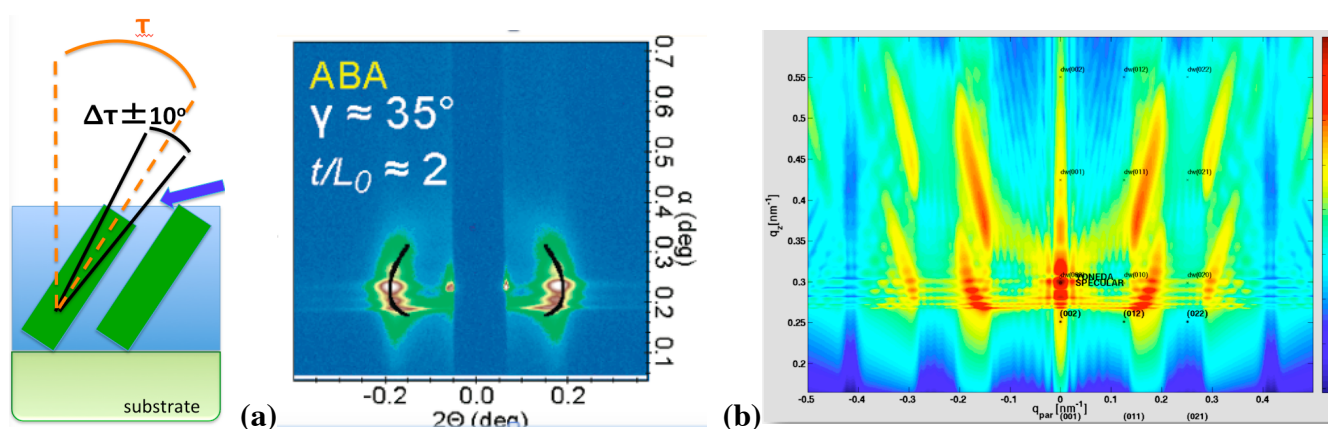 τ
Δτ±10º
substrate
(a)
ABA
γ ≈ 35°
t/L0 ≈ 2
0.7
0.6
0.5
0.4
0.3
0.2
0.1
α (deg)
-0.2
0.0
0.2
2Θ (deg)
(b)
qz[nm-1]
0.55
0.5
0.45
0.4
0.35
0.3
0.25
0.2
dw(002)
dw(012)
dw(022)
dw(001)
dw(011)
dw(021)
dw(010)
dw(020)
YONEDA
SPECULAR
(002)
(012)
(022)
-0.5
-0.4
-0.3
-0.2
-0.1
0
0.1
0.2
0.3
0.4
qpar[nm-1]
(001)
(011)
(021)